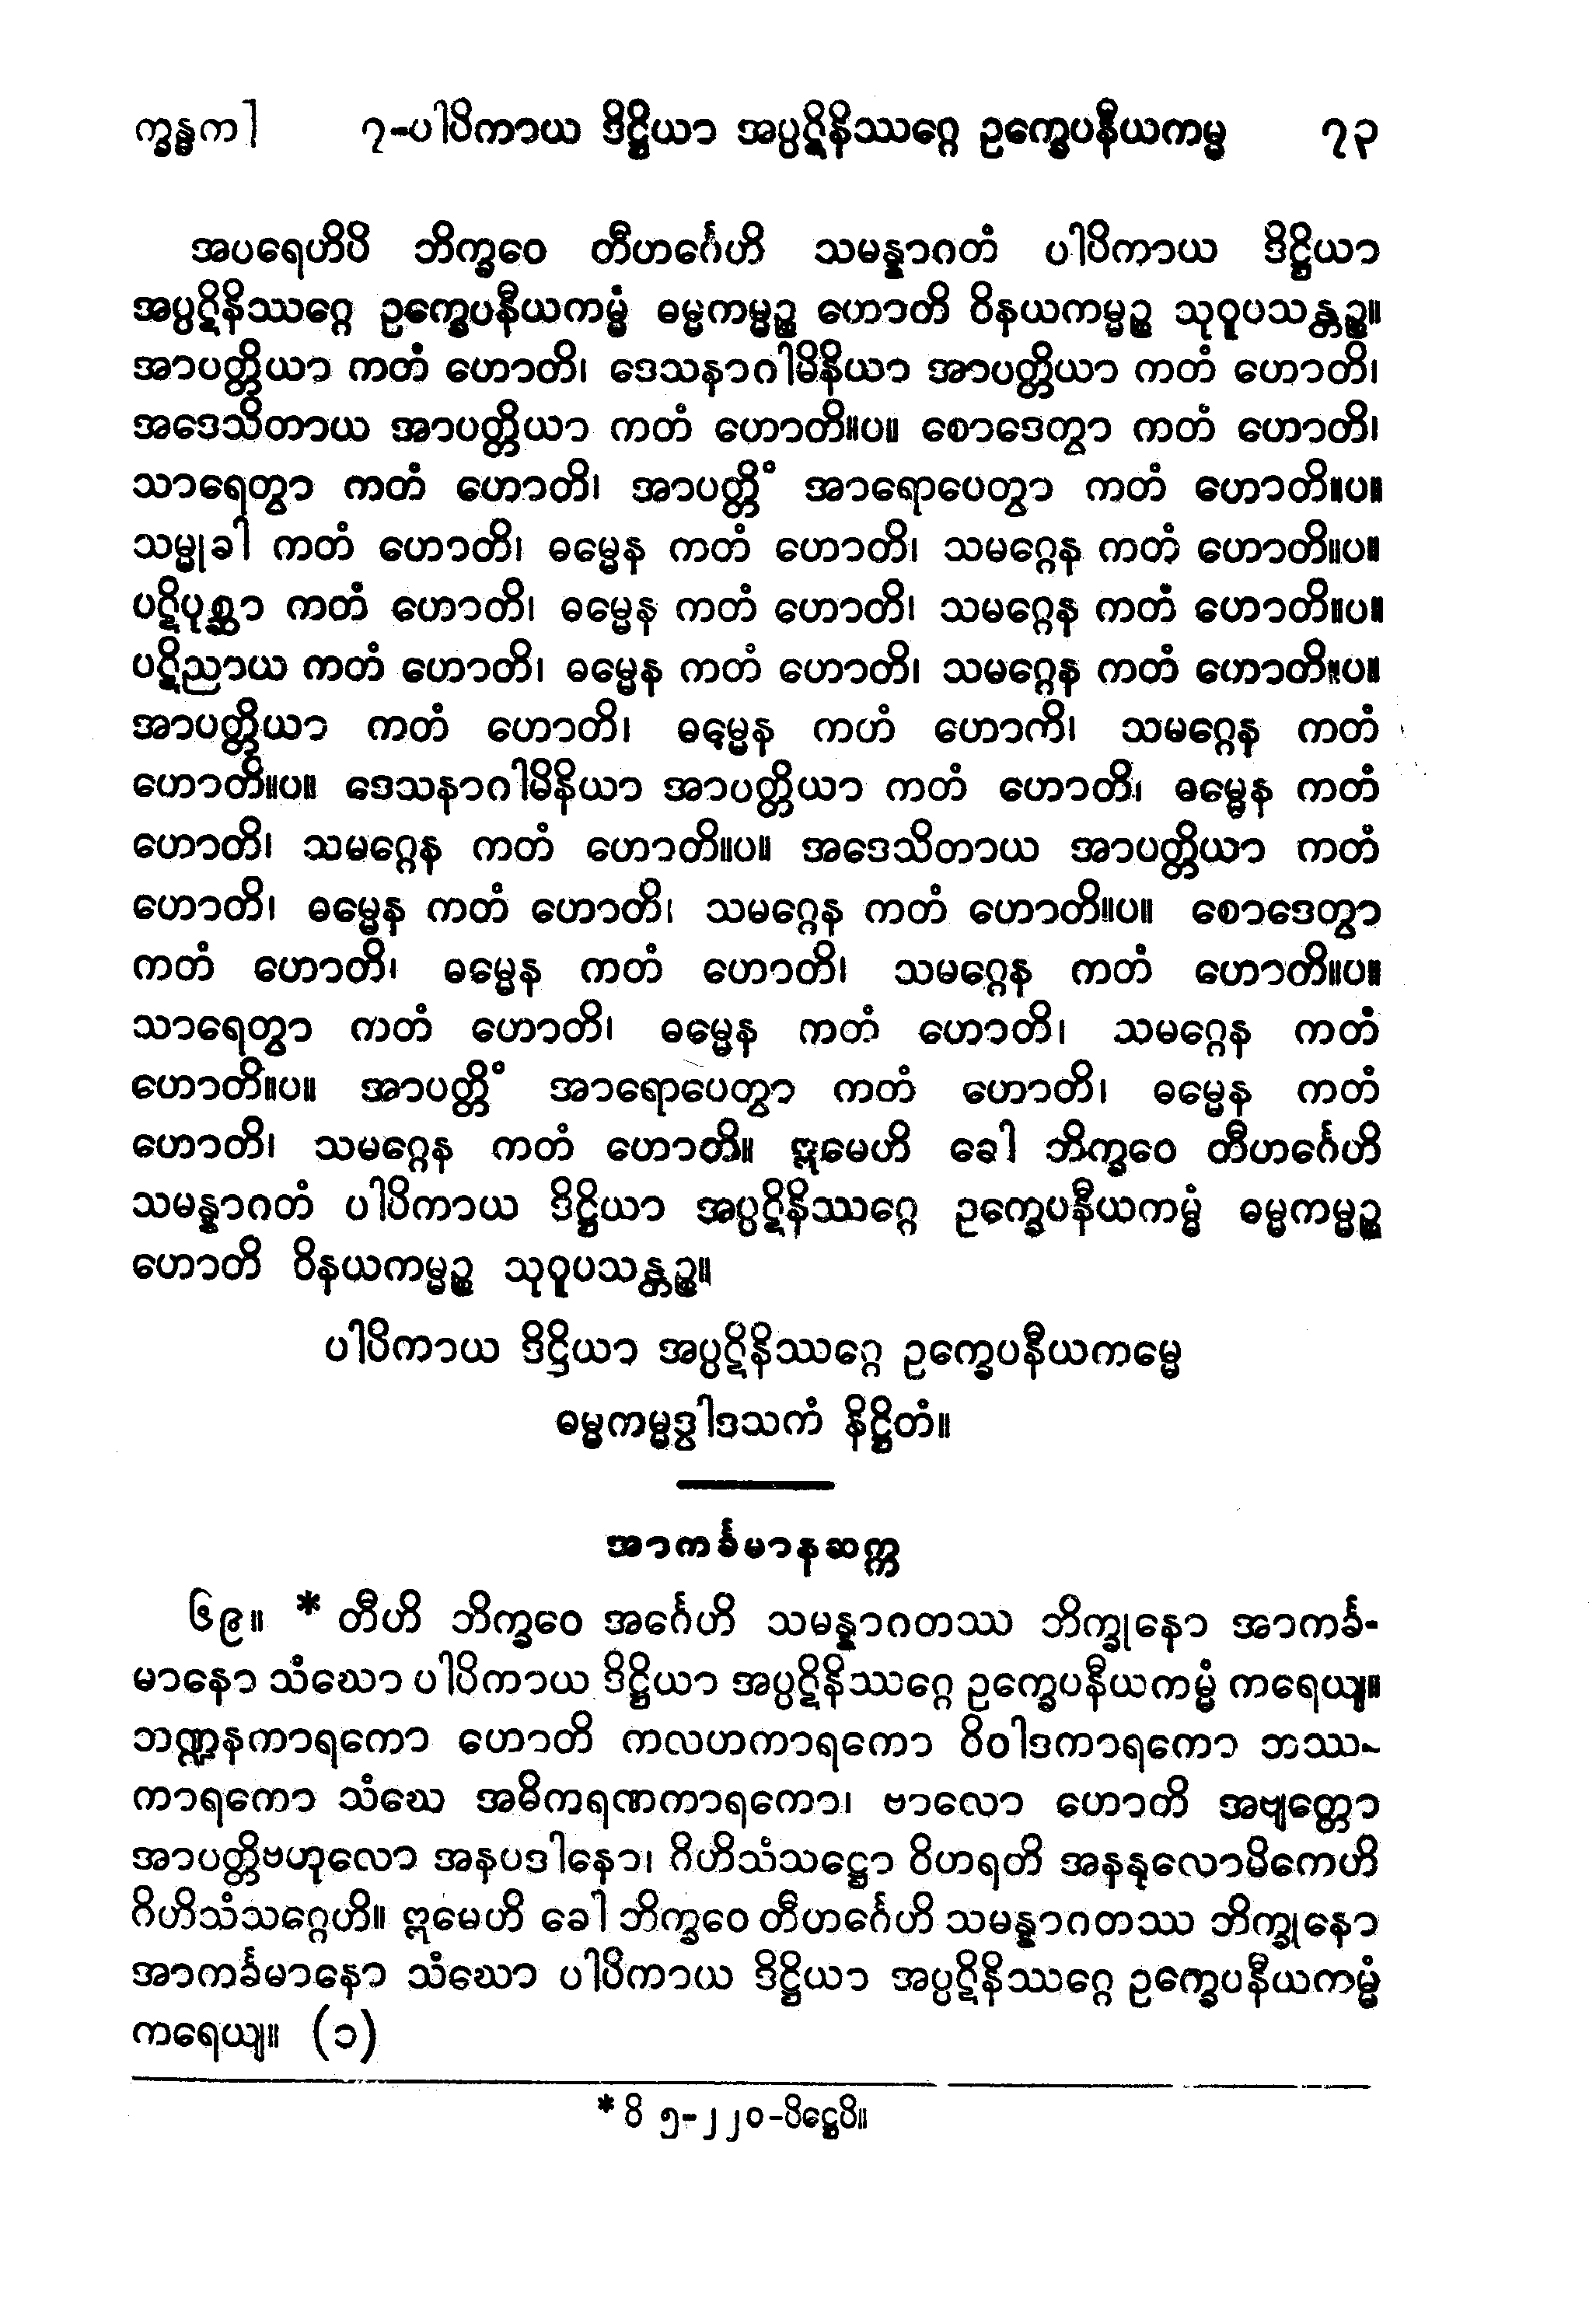 က္ခန္ဓက] ၇-ပါပိကာယ ဒိဋ္ဌိယာ အပ္ပဋိနိဿဂ္ဂေ ဥက္ခေပနီယကမ္မ ၇၃
အပရေဟိပိ ဘိက္ခဝေ တီဟင်္ဂေဟိ သမန္နာဂတံ ပါပိကာယ ဒိဋ္ဌိယာ
အပ္ပဋိနိဿဂ္ဂေ ဥက္ခေပနီယကမ္မံ ဓမ္မကမ္မဉ္စ ဟောတိ ဝိနယကမ္မဉ္စ သုဝူပသန္တဉ္စ။
အာပတ္တိယာ ကတံ ဟောတိ၊ ဒေသနာဂါမိနိယာ အာပတ္တိယာ ကတံ ဟောတိ၊
အဒေသိတာယ အာပတ္တိယာ ကတံ ဟောတိ။ပ။ စောဒေတွာ ကတံ ဟောတိ၊
သာရေတွာ ကတံ ဟောတိ၊ အာပတ္တိံ အာရောပေတွာ ကတံ ဟောတိ။ပ။
သမ္မုခါ ကတံ ဟောတိ၊ ဓမ္မေန ကတံ ဟောတိ၊ သမဂ္ဂေန ကတံ ဟောတိ။ပ။
ပဋိပုစ္ဆာ ကတံ ဟောတိ၊ ဓမ္မေန ကတံ ဟောတိ၊ သမဂ္ဂေန ကတံ ဟောတိ။ပ။
ပဋိညာယ ကတံ ဟောတိ၊ ဓမ္မေန ကတံ ဟောတိ၊ သမဂ္ဂေန ကတံ ဟောတိ။ပ။
အာပတ္တိယာ ကတံ ဟောတိ၊ ဓမ္မေန ကဟံ ဟောကိ၊ သမဂ္ဂေန ကတံ
ဟောတိ။ပ။ ဒေသနာဂါမိနိယာ အာပတ္တိယာ ကတံ ဟောတိ၊ ဓမ္မေန ကတံ
ဟောတိ၊ သမဂ္ဂေန ကတံ ဟောတိ။ပ။ အဒေသိတာယ အာပတ္တိယာ ကတံ
ဟောတိ၊ ဓမ္မေန ကတံ ဟောတိ၊ သမဂ္ဂေန ကတံ ဟောတိ။ပ။ စောဒေတွာ
ကတံ ဟောတိ၊ ဓမ္မေန ကတံ ဟောတိ၊ သမဂ္ဂေန ကတံ ဟောတိ။ပ။
သာရေတွာ ကတံ ဟောတိ၊ ဓမ္မေန ကတံ ဟောတိ၊ သမဂ္ဂေန ကတံ
ဟောတိ။ပ။ အာပတ္တိံ အာရောပေတွာ ကတံ ဟောတိ၊ ဓမ္မေန ကတံ
ဟောတိ၊ သမဂ္ဂေန ကတံ ဟောတိ။ ဣမေဟိ ခေါ ဘိက္ခဝေ တီဟင်္ဂေဟိ
သမန္နာဂတံ ပါပိကာယ ဒိဋ္ဌိယာ အပ္ပဋိနိဿဂ္ဂေ ဥက္ခေပနီယကမ္မံ ဓမ္မကမ္မဉ္စ
ဟောတိ ဝိနယကမ္မဉ္စ သုဝူပသန္တဉ္စ။
ပါပိကာယ ဒိဋ္ဌိယာ အပ္ပဋိနိဿဂ္ဂေ ဥက္ခေပနီယကမ္မေ
ဓမ္မကမ္မဒွါဒသကံ နိဋ္ဌိတံ။
အာကင်္ခမာနဆက္က
၆၉။ * တီဟိ ဘိက္ခဝေ အင်္ဂေဟိ သမန္နာဂတဿ ဘိက္ခုနော အာကင်္ခ-
မာနော သံဃော ပါပိကာယ ဒိဋ္ဌိယာ အပ္ပဋိနိဿဂ္ဂေ ဥက္ခေပနီယကမ္မံ ကရေယျ။
ဘဏ္ဍနကာရကော ဟောတိ ကလဟကာရကော ဝိဝါဒကာရကော ဘဿ-
ကာရကော သံဃေ အဓိကရဏကာရကော၊ ဗာလော ဟောတိ အဗျတ္တော
အာပတ္တိဗဟုလော အနပဒါနော၊ ဂိဟိသံသဋ္ဌော ဝိဟရတိ အနနုလောမိကေဟိ
ဂိဟိသံသဂ္ဂေဟိ။ ဣမေဟိ ခေါ ဘိက္ခဝေ တီဟင်္ဂေဟိ သမန္နာဂတဿ ဘိက္ခုနော
အာကင်္ခမာနော သံဃော ပါပိကာယ ဒိဋ္ဌိယာ အပ္ပဋိနိဿဂ္ဂေ ဥက္ခေပနီယကမ္မံ
ကရေယျ။ (၁)
* ဝိ ၅-၂၂၀-ပိဋ္ဌေပိ။